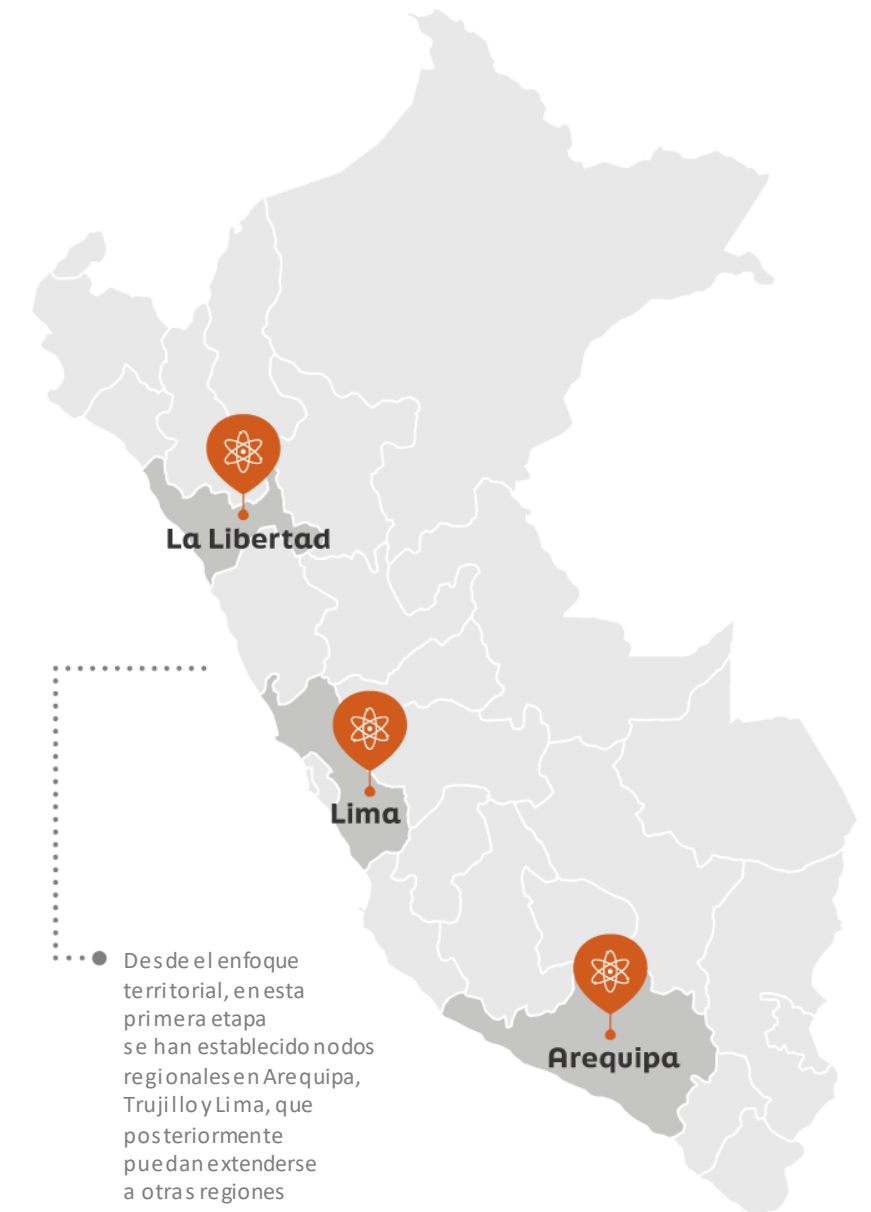 La Libertad
Lima
Arequipa
Desde el enfoque
territorial, en esta
primera etapa
se han establecido nodos
regionales en Arequipa,
Trujillo y Lima, que
posteriormente
puedan extenderse
a otras regiones